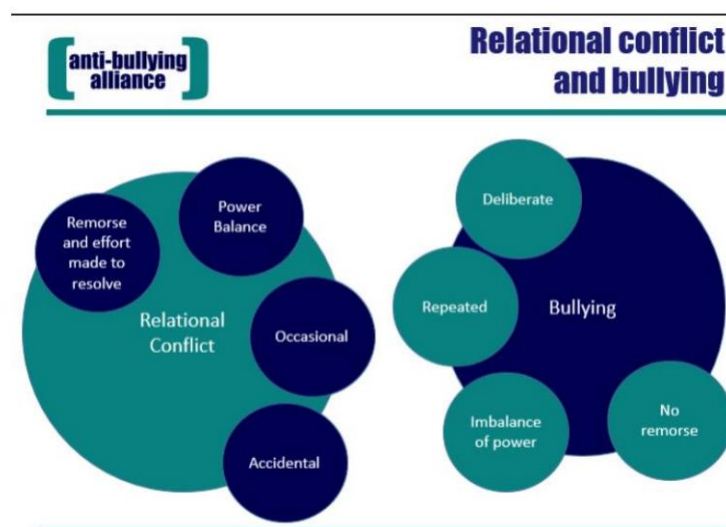 anti-bullying
alliance
Relational conflict
and bullying
Remorse
and effort
made to
resolve
Power
Balance
Relational
Conflict
Occasional
Accidental
Deliberate
Repeated
Bullying
Imbalance
of power
No
remorse